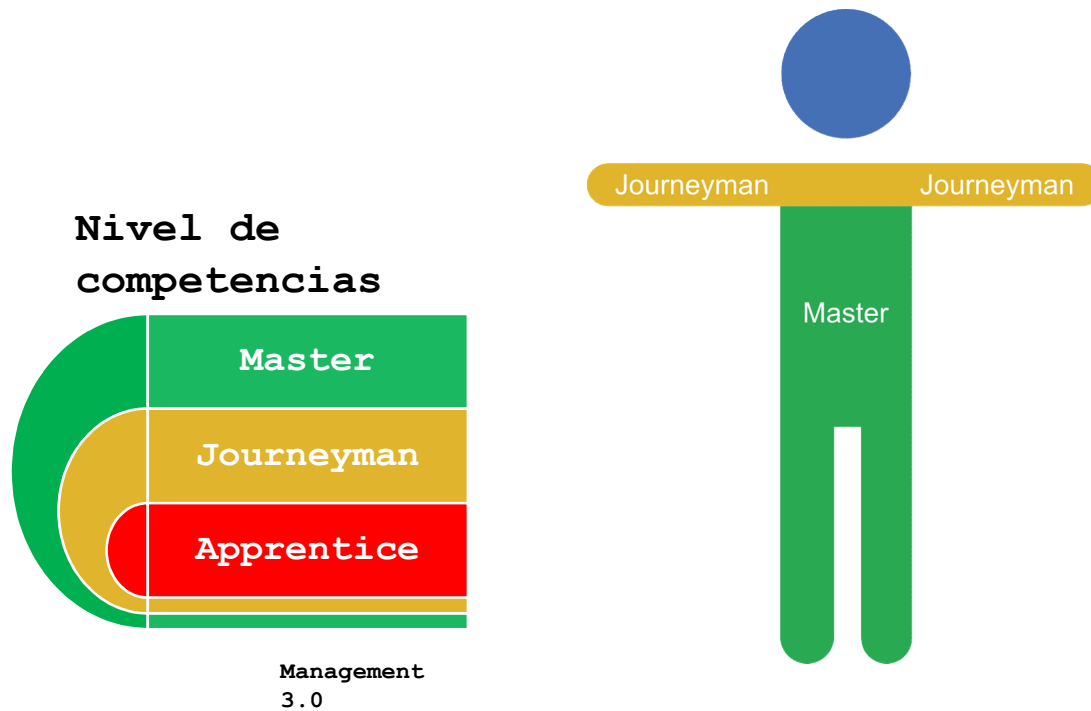 Nivel de
competencias
Master
Journeyman
Apprentice
Management
3.0
Journeyman
Journeyman
Master